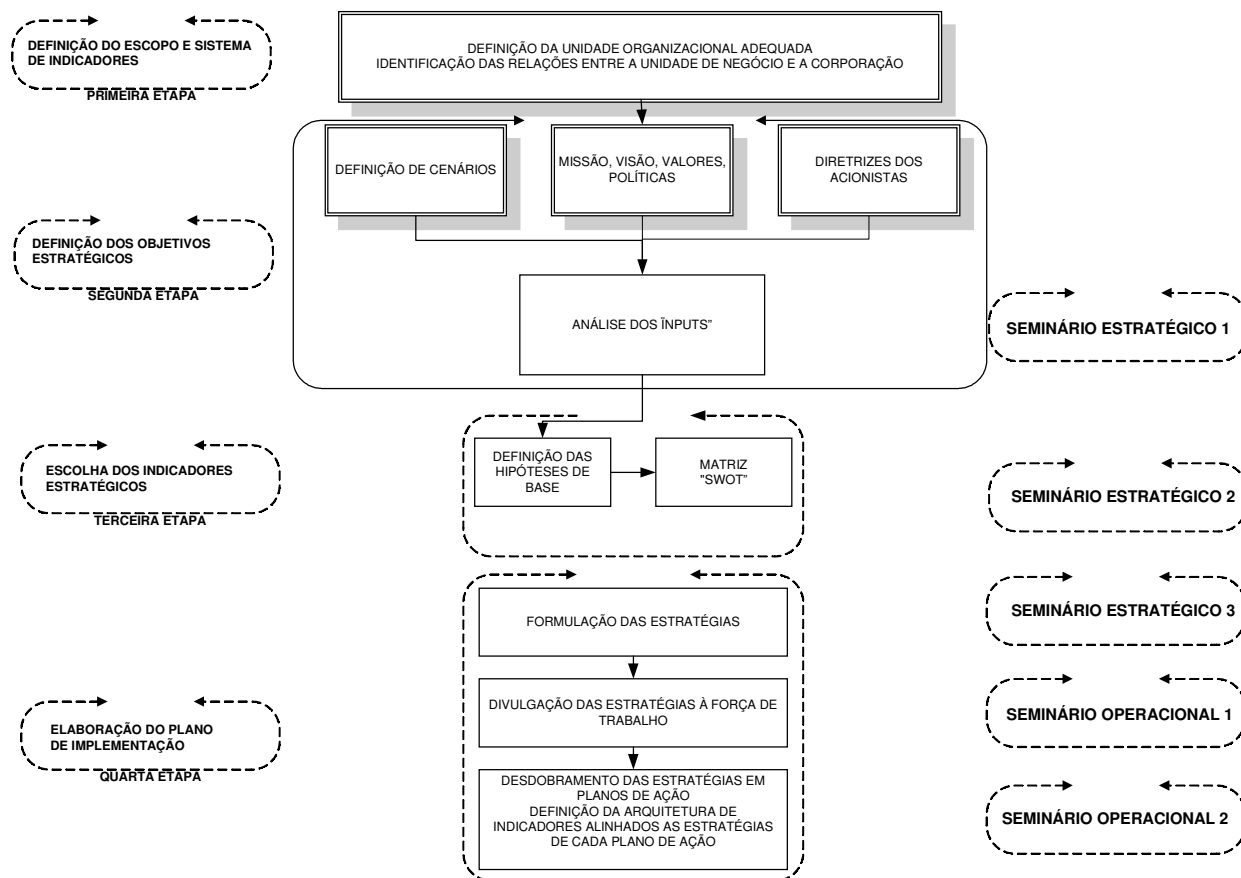 DEFINIÇÃO DO ESCOPO E SISTEMA
DE INDICADORES
PRIMEIRA ETAPA
DEFINIÇÃO DA UNIDADE ORGANIZACIONAL ADEQUADA
IDENTIFICAÇÃO DAS RELAÇÕES ENTRE A UNIDADE DE NEGÓCIO E A CORPORAÇÃO
DEFINIÇÃO DE CENÁRIOS
MISSÃO, VISÃO, VALORES,
POLÍTICAS
DIRETRIZES DOS
ACIONISTAS
DEFINIÇÃO DOS OBJETIVOS
ESTRATÉGICOS
SEGUNDA ETAPA
ANÁLISE DOS ÏNPUTS”
SEMINÁRIO ESTRATÉGICO 1
ESCOLHA DOS INDICADORES
ESTRATÉGICOS
TERCEIRA ETAPA
DEFINIÇÃO DAS
HIPÓTESES DE
BASE
MATRIZ
"SWOT”
SEMINÁRIO ESTRATÉGICO 2
FORMULAÇÃO DAS ESTRATÉGIAS
SEMINÁRIO ESTRATÉGICO 3
ELABORAÇÃO DO PLANO
DE IMPLEMENTAÇÃO
QUARTA ETAPA
DIVULGAÇÃO DAS ESTRATÉGIAS À FORÇA DE
TRABALHO
SEMINÁRIO OPERACIONAL 1
DESDOBRAMENTO DAS ESTRATÉGIAS EM
PLANOS DE AÇÃO
DEFINIÇÃO DA ARQUITETURA DE
INDICADORES ALINHADOS AS ESTRATÉGIAS
DE CADA PLANO DE AÇÃO
SEMINÁRIO OPERACIONAL 2